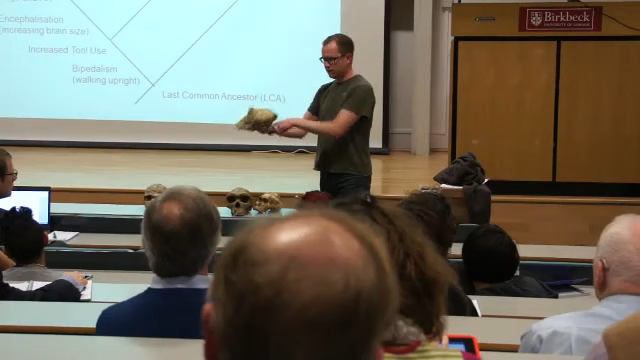 Encephalisation
(increasing brain size)
Increased Tool Use
Bipedalism
(walking upright)
Last Common Ancestor (LCA)
Birkbeck
UNIVERSITY OF LONDON